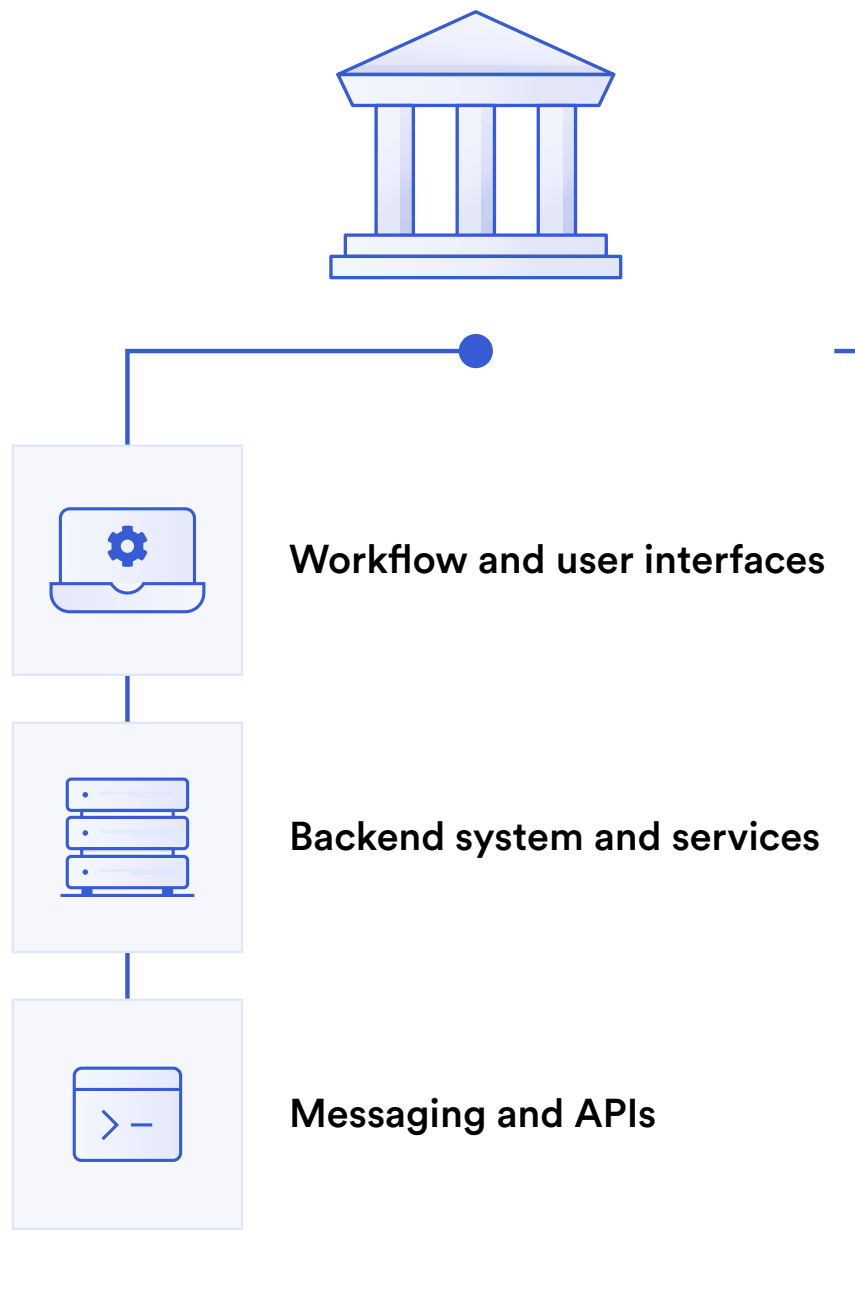 Workflow and user interfaces
Backend system and services
Messaging and APIs